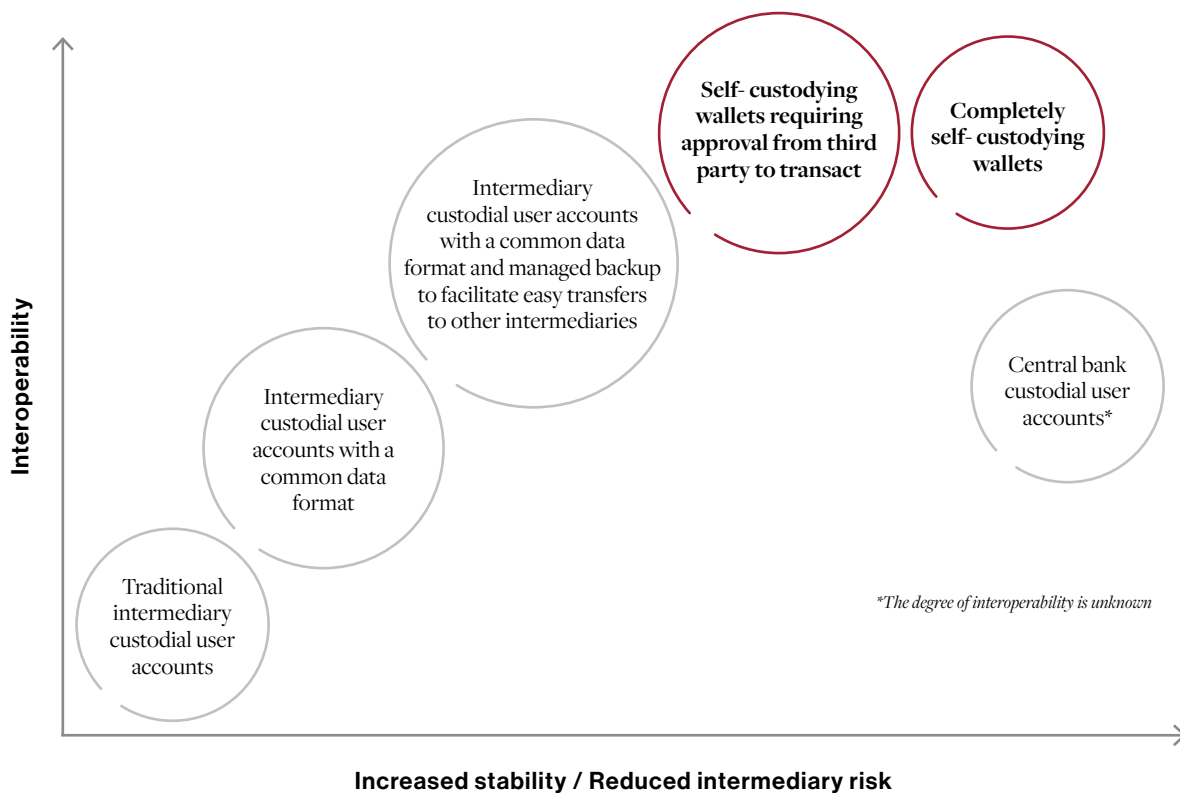 Self- custodying
wallets requiring
approval from third
party to transact
Completely
self- custodying
wallets
Intermediary
custodial user accounts
with a common data
format and managed backup
to facilitate easy transfers
to other intermediaries
Central bank
custodial user
accounts*
Intermediary
custodial user
accounts with a
common data
format
Traditional
intermediary
custodial user
accounts
*The degree of interoperability is unknown
Interoperability
Increased stability / Reduced intermediary risk